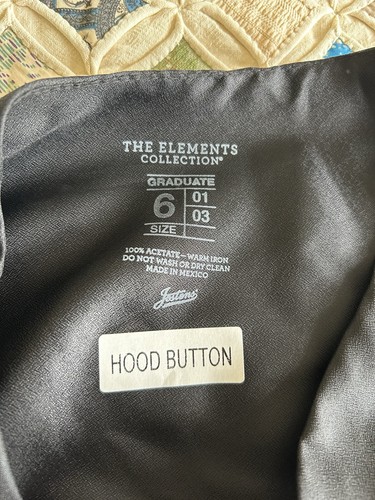 THE ELEMENTS
COLLECTION®
GRADUATE
6 01
03
SIZE
100% ACETATE – WARM IRON
DO NOT WASH OR DRY CLEAN
MADE IN MEXICO
Jostens
HOOD BUTTON